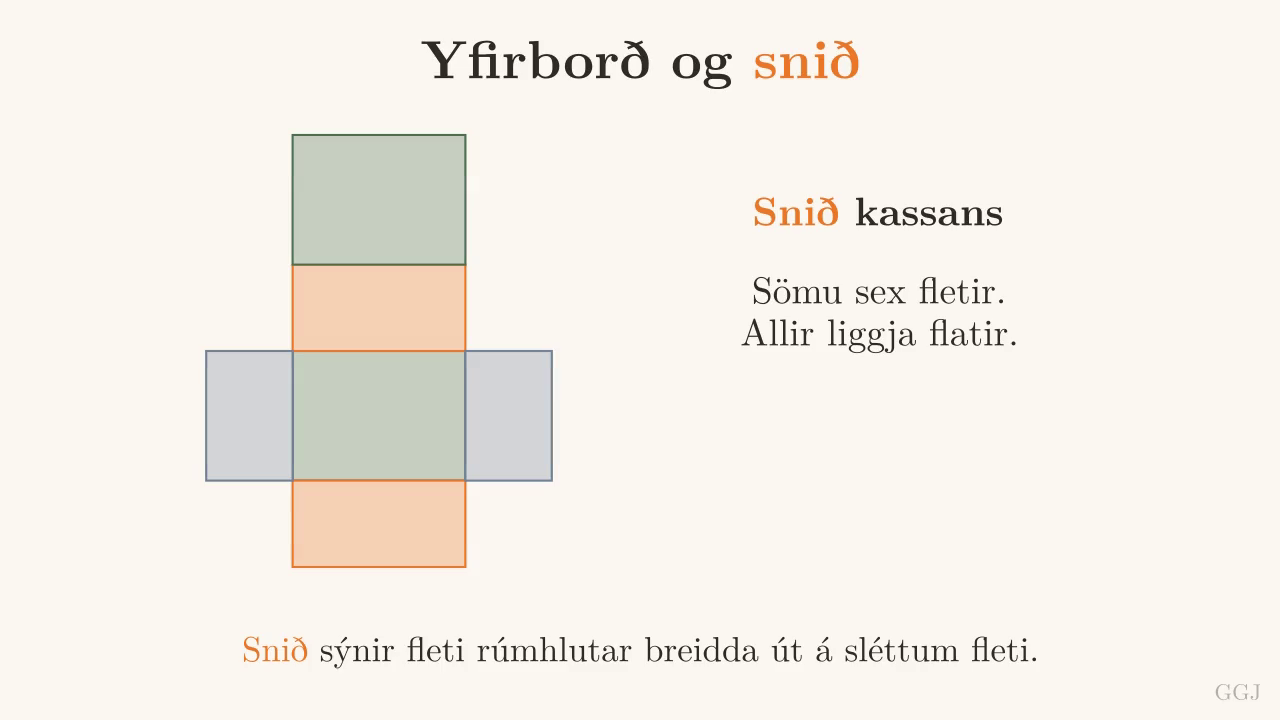 Yfirborð og snið
Snið kassans
Sömu sex fletir.
Allir liggja flatir.
Snið sýnir fleti rúmhlutar breidda út á sléttum fleti.
GGJ